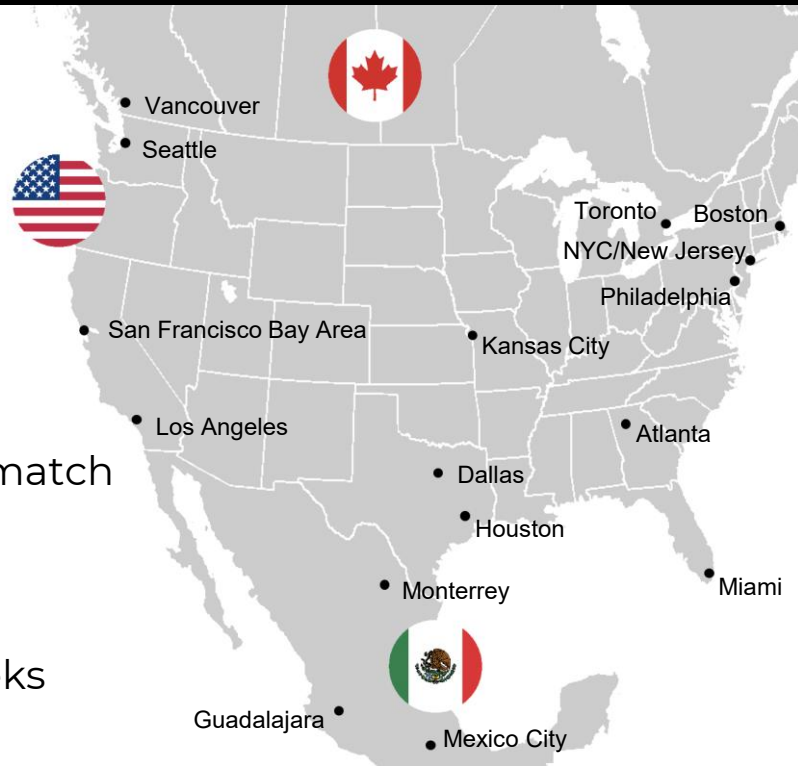 Vancouver
Seattle
Toronto
Boston
NYC/New Jersey
Philadelphia
San Francisco Bay Area
Kansas City
Los Angeles
Atlanta
match
Dallas
Houston
Monterrey
Miami
Guadalajara
Mexico City